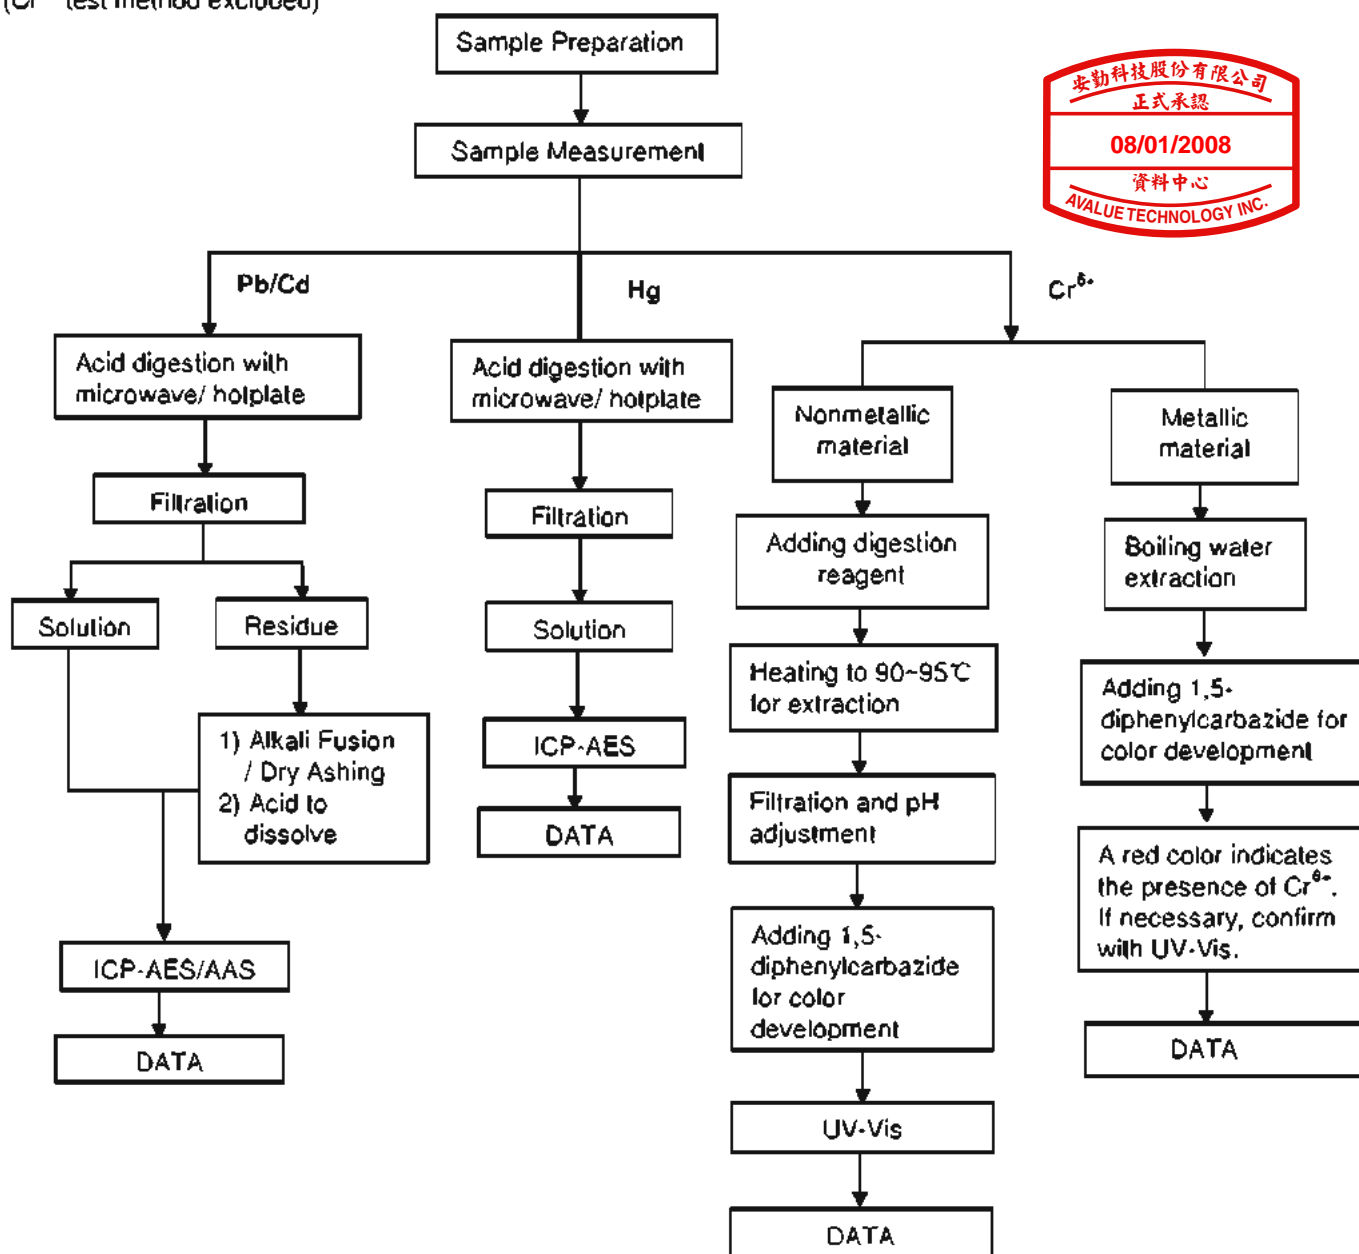 (Cr test method excluded)
Sample Preparation
Sample Measurement
安勤科技股份有限公司
正式承認
08/01/2008
資料中心
AVALUE TECHNOLOGY INC.
Pb/Cd
Hg
Cr⁶⁺
Acid digestion with
microwave/ hotplate
Filtration
Solution
Residue
1) Alkali Fusion
/ Dry Ashing
2) Acid to
dissolve
ICP-AES/AAS
DATA
Acid digestion with
microwave/ hotplate
Filtration
Solution
ICP-AES
DATA
Nonmetallic
material
Adding digestion
reagent
Heating to 90~95℃
for extraction
Filtration and pH
adjustment
Adding 1,5-
diphenylcarbazide
for color
development
UV-Vis
DATA
Metallic
material
Boiling water
extraction
Adding 1,5-
diphenylcarbazide for
color development
A red color indicates
the presence of Cr⁶⁺.
If necessary, confirm
with UV-Vis.
DATA